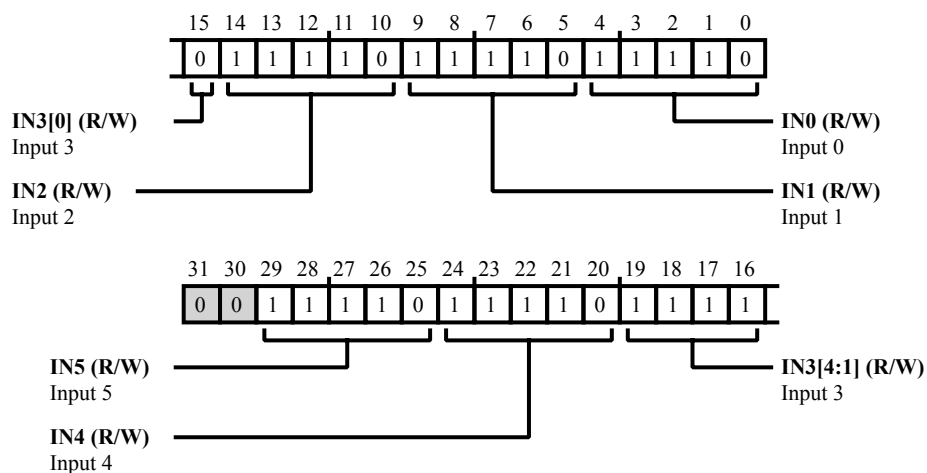 15 14 13 12 11 10 9 8 7 6 5 4 3 2 1 0
0 1 1 1 1 0 1 1 1 1 0 1 1 1 1 0
IN3[0] (R/W)
Input 3
IN0 (R/W)
Input 0
IN2 (R/W)
Input 2
IN1 (R/W)
Input 1
31 30 29 28 27 26 25 24 23 22 21 20 19 18 17 16
0 0 1 1 1 1 0 1 1 1 1 0 1 1 1 1
IN5 (R/W)
Input 5
IN3[4:1] (R/W)
Input 3
IN4 (R/W)
Input 4